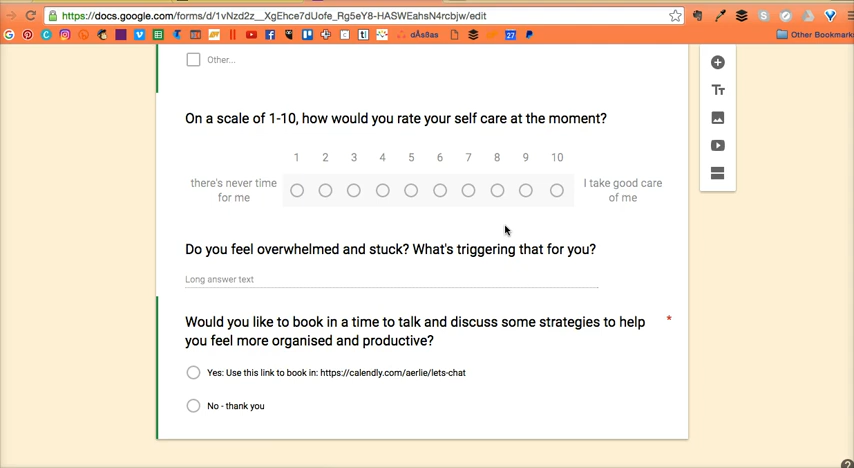 https://docs.google.com/forms/d/1vNzd2z__XgEhce7dUofe_Rg5eY8-HASWEahsN4rcbjw/edit
dÅs8as
27
Other Bookmark
Other...
On a scale of 1-10, how would you rate your self care at the moment?
1 2 3 4 5 6 7 8 9 10
there's never time
for me
I take good care
of me
Do you feel overwhelmed and stuck? What's triggering that for you?
Long answer text
Would you like to book in a time to talk and discuss some strategies to help *
you feel more organised and productive?
Yes: Use this link to book in: https://calendly.com/aerlie/lets-chat
No - thank you